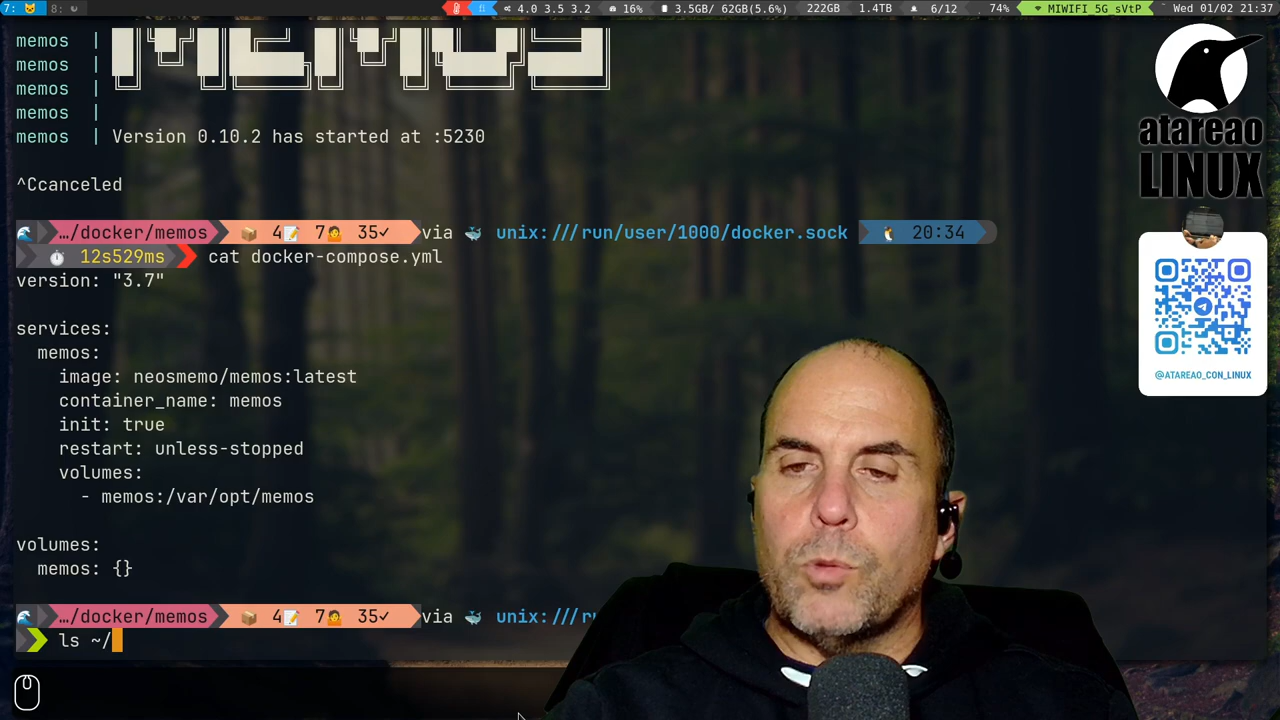 7: 8: 4.0 3.5 3.2 16% 3.5GB/ 62GB(5.6%) 222GB 1.4TB 6/12 74% MIWIFI 5G sVtP Wed 01/02 21:37
memos | MEMOS
memos |
memos |
memos |
memos | Version 0.10.2 has started at :5230
^Ccanceled
…/docker/memos 4 7 35✓ via unix:///run/user/1000/docker.sock 20:34
12s529ms cat docker-compose.yml
version: "3.7"
services:
memos:
image: neosmemo/memos:latest
container_name: memos
init: true
restart: unless-stopped
volumes:
- memos:/var/opt/memos
volumes:
memos: {}
…/docker/memos 4 7 35✓ via unix:///ru
ls ~/
atareao
LINUX
@ATAREAO_CON_LINUX